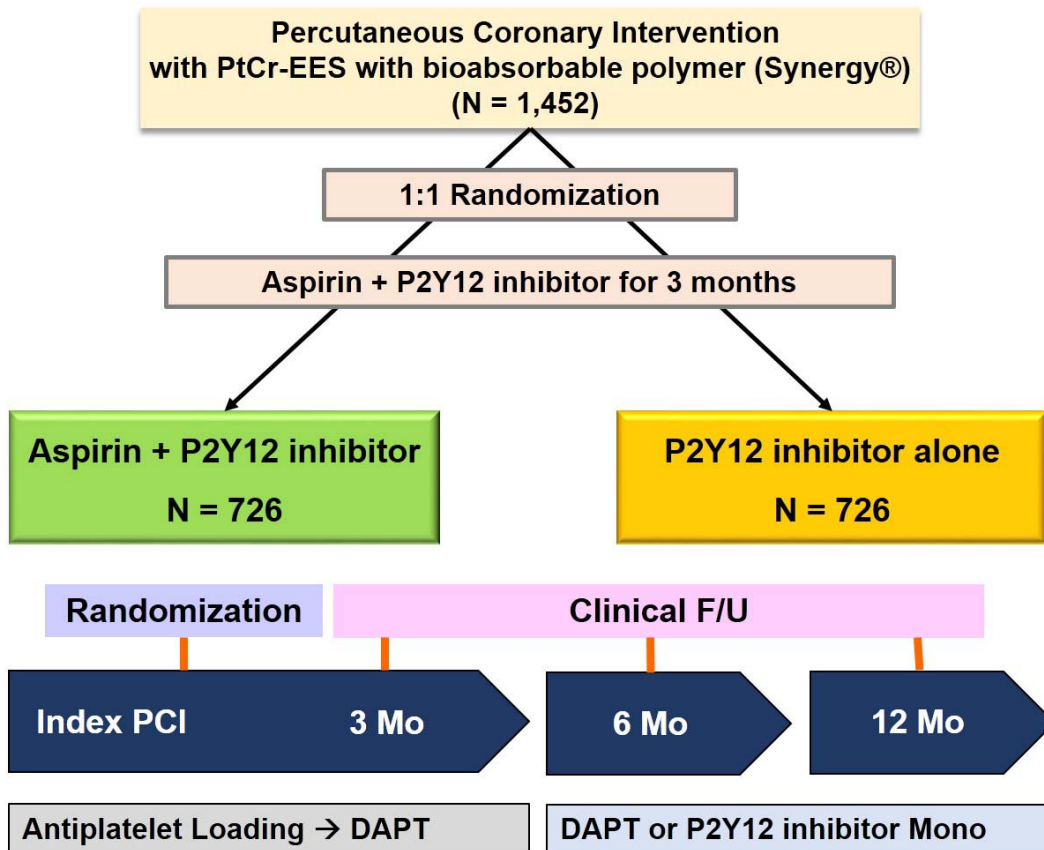 Percutaneous Coronary Intervention
with PtCr-EES with bioabsorbable polymer (Synergy®)
(N = 1,452)
1:1 Randomization
Aspirin + P2Y12 inhibitor for 3 months
Aspirin + P2Y12 inhibitor
N = 726
P2Y12 inhibitor alone
N = 726
Randomization
Clinical F/U
Index PCI
3 Mo
6 Mo
12 Mo
Antiplatelet Loading → DAPT
DAPT or P2Y12 inhibitor Mono